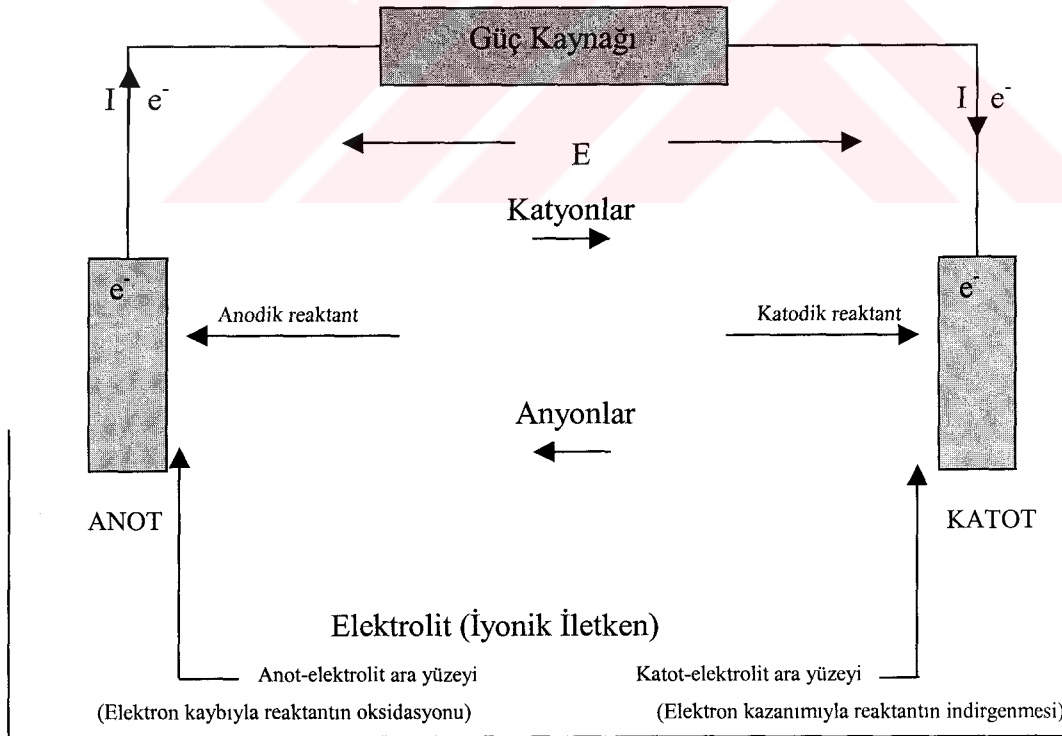 Güç Kaynağı
I e⁻
I e⁻
E
Katyonlar
e⁻
e⁻
Anodik reaktant
Katodik reaktant
Anyonlar
ANOT
KATOT
Elektrolit (İyonik İletken)
Anot-elektrolit ara yüzeyi
Katot-elektrolit ara yüzeyi
(Elektron kaybıyla reaktantın oksidasyonu)
(Elektron kazanımıyla reaktantın indirgenmesi)